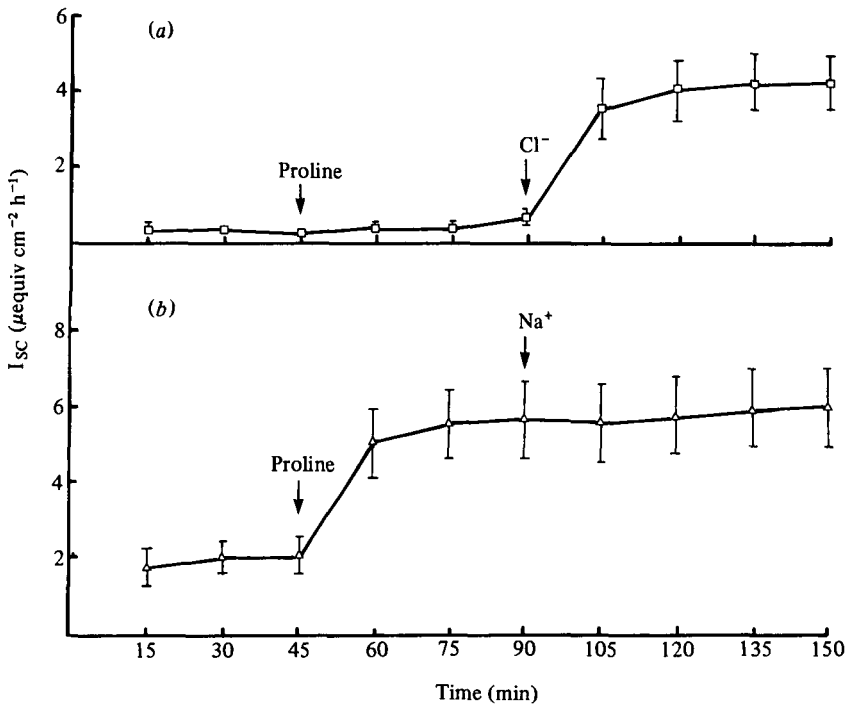 6
(a)
4
Cl⁻
Proline
2
I_SC (μequiv cm⁻² h⁻¹)
(b)
8
Na⁺
6
Proline
4
2
15 30 45 60 75 90 105 120 135 150
Time (min)